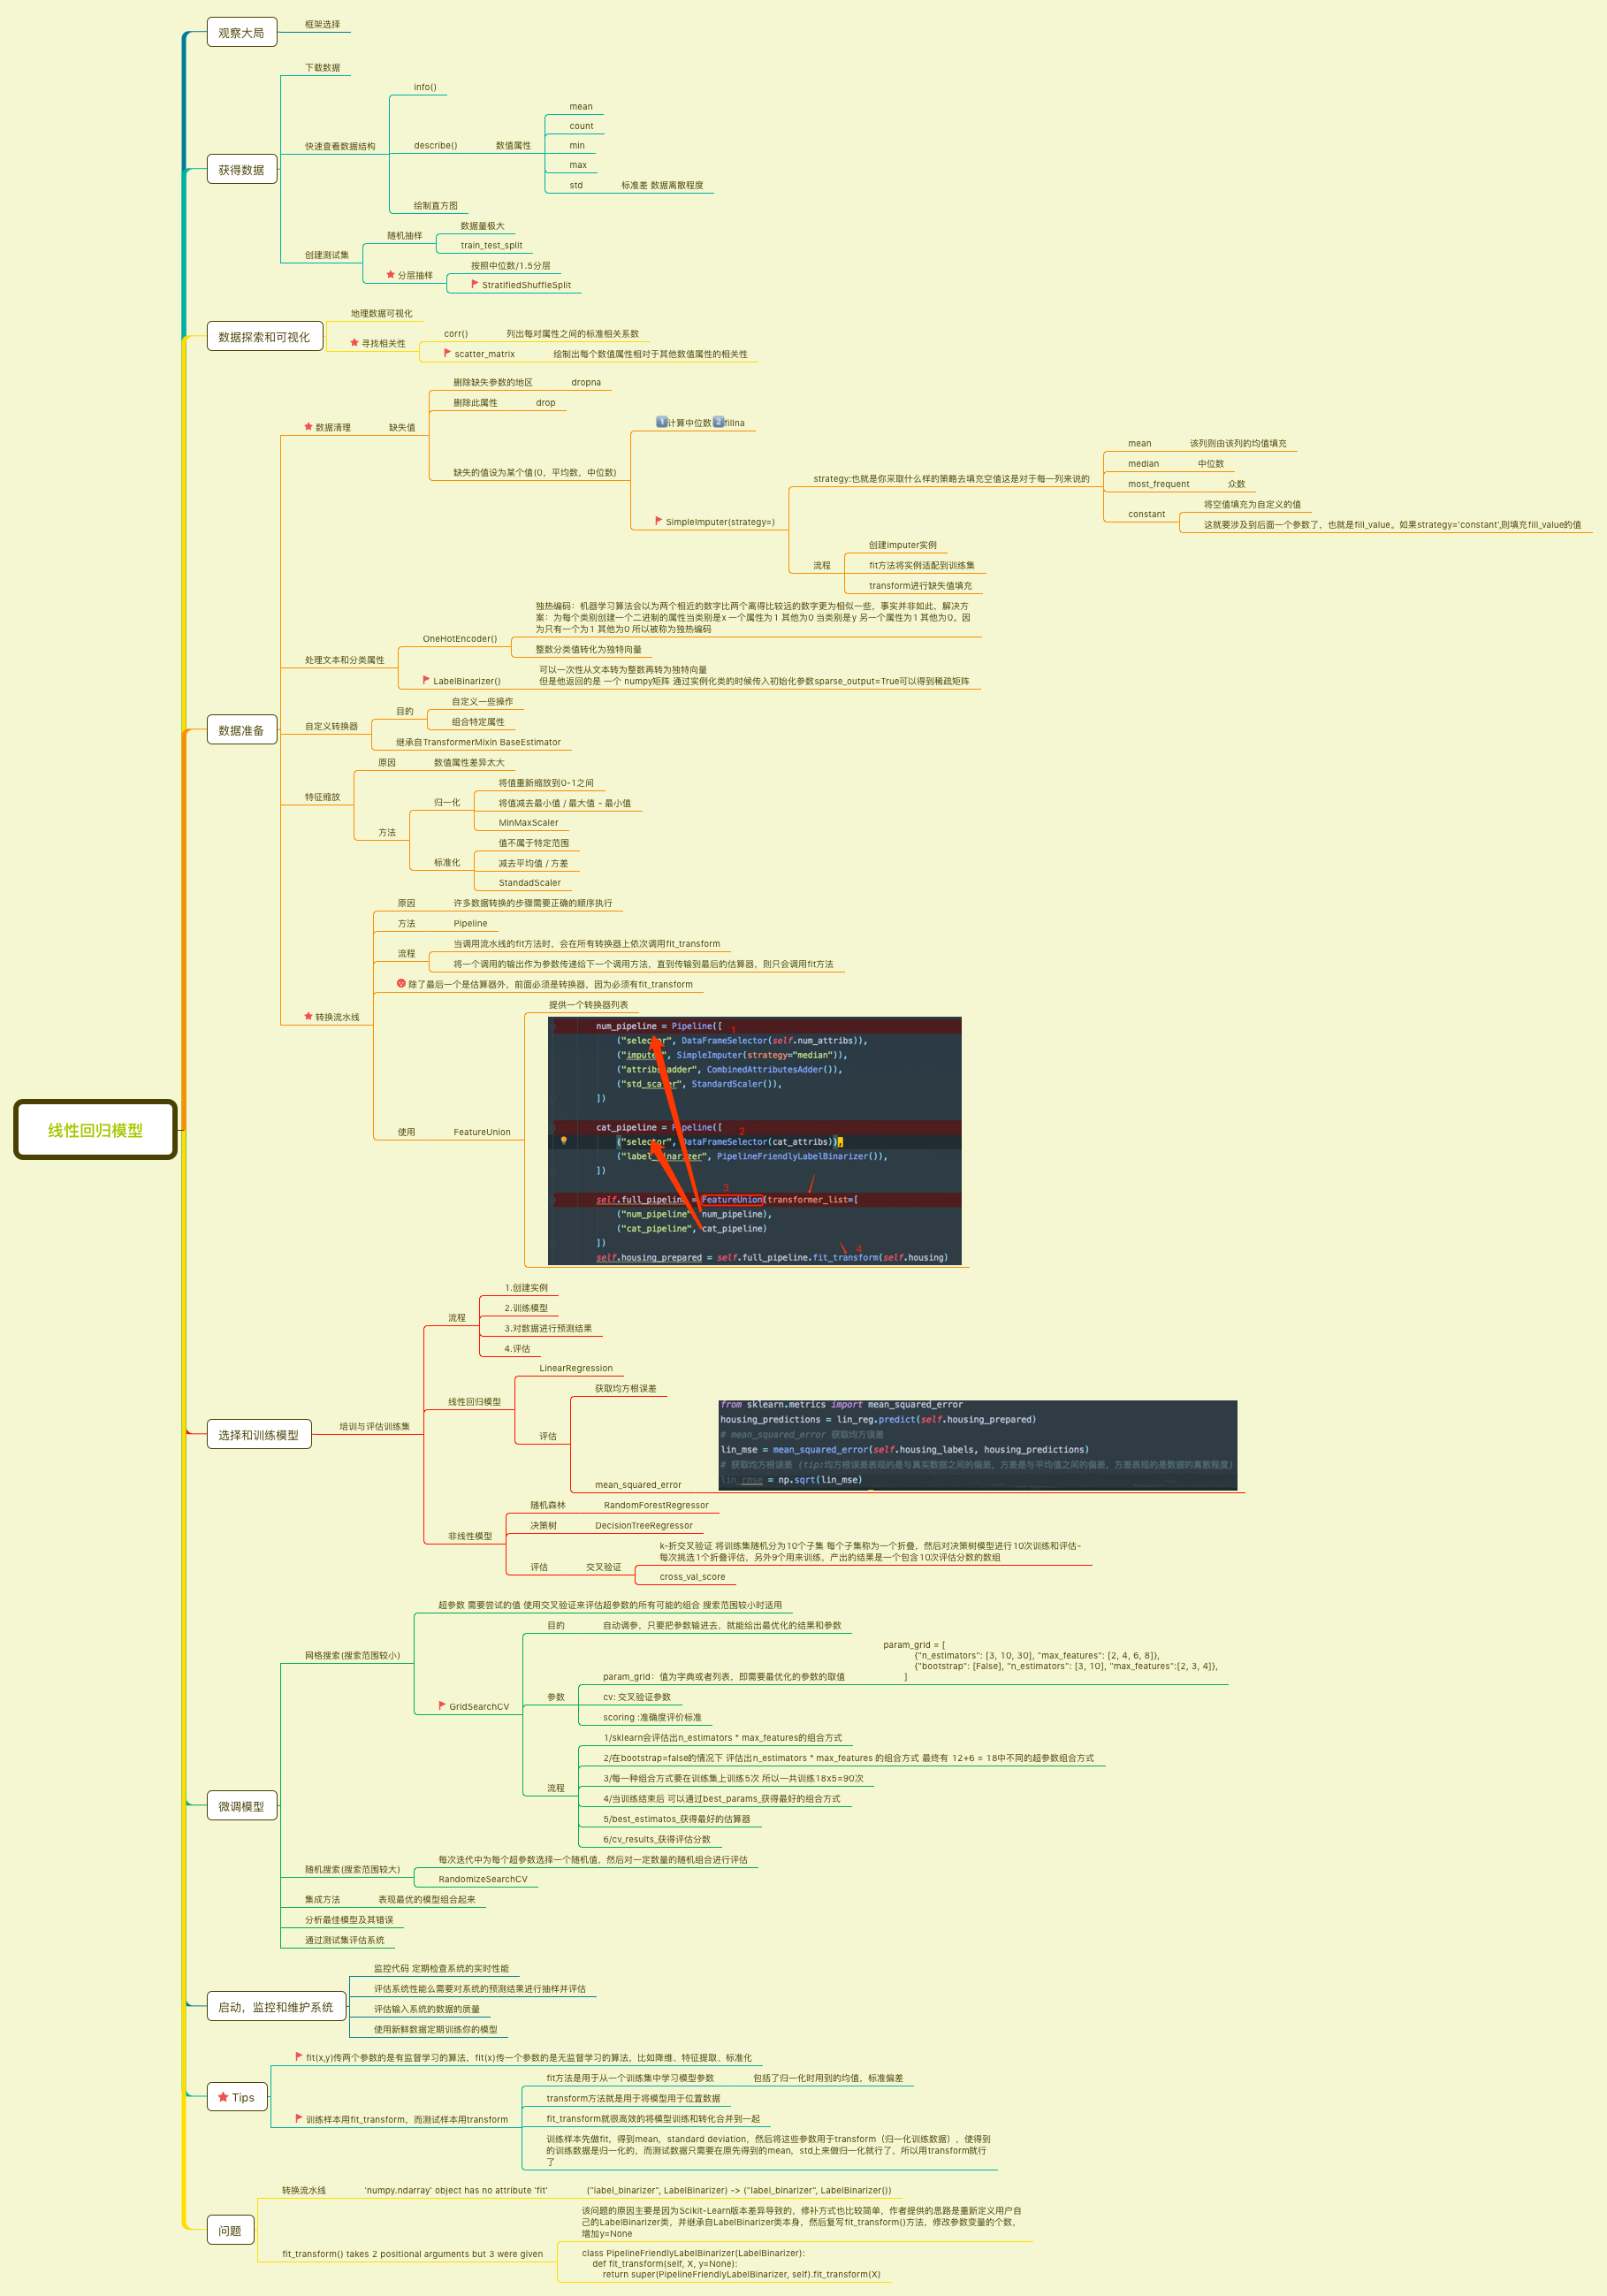 观察大局
框架选择
获得数据
下载数据
快速查看数据结构
info()
describe()
数值属性
mean
count
min
max
std
标准差 数据离散程度
绘制直方图
创建测试集
随机抽样
数据量极大
train_test_split
分层抽样
按照中位数/1.5分层
StratifiedShuffleSplit
数据探索和可视化
地理数据可视化
寻找相关性
corr()
列出每对属性之间的标准相关系数
scatter_matrix
绘制出每个数值属性相对于其他数值属性的相关性
数据准备
数据清理
缺失值
删除缺失参数的地区
dropna
删除此属性
drop
缺失的值设为某个值(0，平均数，中位数)
1计算中位数2fillna
SimpleImputer(strategy=)
strategy:也就是你采取什么样的策略去填充空值这是对于每一列来说的
mean
该列则由该列的均值填充
median
中位数
most_frequent
众数
constant
将空值填充为自定义的值
这就要涉及到后面一个参数了，也就是fill_value。如果strategy='constant',则填充fill_value的值
流程
创建imputer实例
fit方法将实例适配到训练集
transform进行缺失值填充
处理文本和分类属性
OneHotEncoder()
独热编码：机器学习算法会以为两个相近的数字比两个离得比较远的数字更为相似一些，事实并非如此，解决方
案：为每个类别创建一个二进制的属性当类别是x 一个属性为1 其他为0 当类别是y 另一个属性为1 其他为0。因
为只有一个为1 其他为0 所以被称为独热编码
整数分类值转化为独特向量
LabelBinarizer()
可以一次性从文本转为整数再转为独特向量
但是他返回的是 一个 numpy矩阵 通过实例化类的时候传入初始化参数sparse_output=True可以得到稀疏矩阵
自定义转换器
目的
自定义一些操作
组合特定属性
继承自TransformerMixin BaseEstimator
特征缩放
原因
数值属性差异太大
方法
归一化
将值重新缩放到0-1之间
将值减去最小值 / 最大值 - 最小值
MinMaxScaler
标准化
值不属于特定范围
减去平均值 / 方差
StandadScaler
转换流水线
原因
许多数据转换的步骤需要正确的顺序执行
方法
Pipeline
流程
当调用流水线的fit方法时，会在所有转换器上依次调用fit_transform
将一个调用的输出作为参数传递给下一个调用方法，直到传输到最后的估算器，则只会调用fit方法
除了最后一个是估算器外，前面必须是转换器，因为必须有fit_transform
使用
FeatureUnion
提供一个转换器列表
num_pipeline = Pipeline([ 1
("selector", DataFrameSelector(self.num_attribs)),
("imputer", SimpleImputer(strategy="median")),
("attribs_adder", CombinedAttributesAdder()),
("std_scaler", StandardScaler()),
])
cat_pipeline = Pipeline([ 2
("selector", DataFrameSelector(cat_attribs)),
("label_binarizer", PipelineFriendlyLabelBinarizer()),
])
3
self.full_pipeline = FeatureUnion(transformer_list=[
("num_pipeline", num_pipeline),
("cat_pipeline", cat_pipeline)
]) 4
self.housing_prepared = self.full_pipeline.fit_transform(self.housing)
线性回归模型
选择和训练模型
培训与评估训练集
流程
1.创建实例
2.训练模型
3.对数据进行预测结果
4.评估
线性回归模型
LinearRegression
评估
获取均方根误差
mean_squared_error
from sklearn.metrics import mean_squared_error
housing_predictions = lin_reg.predict(self.housing_prepared)
# mean_squared_error 获取均方误差
lin_mse = mean_squared_error(self.housing_labels, housing_predictions)
# 获取均方根误差 (tip:均方根误差表现的是与真实数据之间的偏差，方差是与平均值之间的偏差，方差表现的是数据的离散程度)
lin_rmse = np.sqrt(lin_mse)
非线性模型
随机森林
RandomForestRegressor
决策树
DecisionTreeRegressor
评估
交叉验证
k-折交叉验证 将训练集随机分为10个子集 每个子集称为一个折叠，然后对决策树模型进行10次训练和评估-
每次挑选1个折叠评估，另外9个用来训练，产出的结果是一个包含10次评估分数的数组
cross_val_score
微调模型
网格搜索(搜索范围较小)
超参数 需要尝试的值 使用交叉验证来评估超参数的所有可能的组合 搜索范围较小时适用
GridSearchCV
目的
自动调参，只要把参数输进去，就能给出最优化的结果和参数
参数
param_grid：值为字典或者列表，即需要最优化的参数的取值
param_grid = [
{"n_estimators": [3, 10, 30], "max_features": [2, 4, 6, 8]},
{"bootstrap": [False], "n_estimators": [3, 10], "max_features":[2, 3, 4]},
]
cv: 交叉验证参数
scoring :准确度评价标准
流程
1/sklearn会评估出n_estimators * max_features的组合方式
2/在bootstrap=false的情况下 评估出n_estimators * max_features 的组合方式 最终有 12+6 = 18中不同的超参数组合方式
3/每一种组合方式要在训练集上训练5次 所以一共训练18x5=90次
4/当训练结束后 可以通过best_params_获得最好的组合方式
5/best_estimatos_获得最好的估算器
6/cv_results_获得评估分数
随机搜索(搜索范围较大)
每次迭代中为每个超参数选择一个随机值，然后对一定数量的随机组合进行评估
RandomizeSearchCV
集成方法
表现最优的模型组合起来
分析最佳模型及其错误
通过测试集评估系统
启动，监控和维护系统
监控代码 定期检查系统的实时性能
评估系统性能么需要对系统的预测结果进行抽样并评估
评估输入系统的数据的质量
使用新鲜数据定期训练你的模型
Tips
fit(x,y)传两个参数的是有监督学习的算法，fit(x)传一个参数的是无监督学习的算法，比如降维、特征提取、标准化
训练样本用fit_transform，而测试样本用transform
fit方法是用于从一个训练集中学习模型参数
包括了归一化时用到的均值，标准偏差
transform方法就是用于将模型用于位置数据
fit_transform就很高效的将模型训练和转化合并到一起
训练样本先做fit，得到mean，standard deviation，然后将这些参数用于transform（归一化训练数据），使得到
的训练数据是归一化的，而测试数据只需要在原先得到的mean，std上来做归一化就行了，所以用transform就行
了
问题
转换流水线
'numpy.ndarray' object has no attribute 'fit'
("label_binarizer", LabelBinarizer) -> ("label_binarizer", LabelBinarizer())
fit_transform() takes 2 positional arguments but 3 were given
该问题的原因主要是因为Scikit-Learn版本差异导致的，修补方式也比较简单，作者提供的思路是重新定义用户自
己的LabelBinarizer类，并继承自LabelBinarizer类本身，然后复写fit_transform()方法，修改参数变量的个数，
增加y=None
class PipelineFriendlyLabelBinarizer(LabelBinarizer):
def fit_transform(self, X, y=None):
return super(PipelineFriendlyLabelBinarizer, self).fit_transform(X)